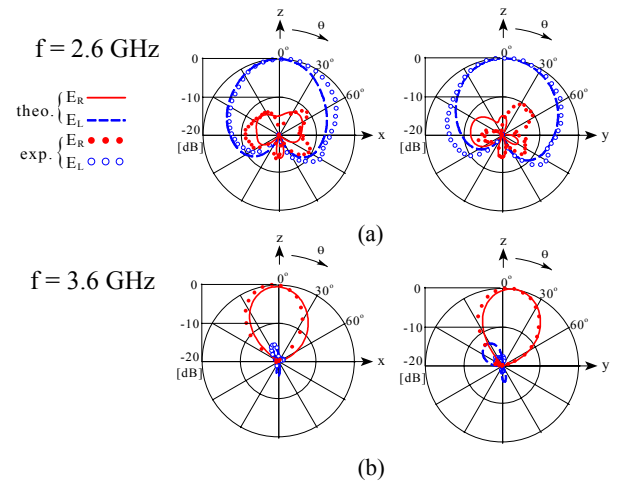 f = 2.6 GHz
theo. { E_R
E_L
exp. { E_R
E_L
z
θ
0 0° 30° 60°
-10
-20 x
[dB]
z
θ
0 0° 30° 60°
-10
-20 y
[dB]
(a)
f = 3.6 GHz
z
θ
0 0° 30° 60°
-10
-20 x
[dB]
z
θ
0 0° 30° 60°
-10
-20 y
[dB]
(b)